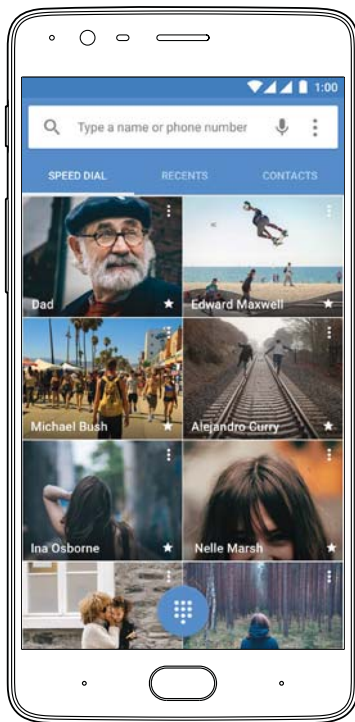 1:00
Type a name or phone number
SPEED DIAL RECENTS CONTACTS
Dad Edward Maxwell
Michael Bush Alejandro Curry
Ina Osborne Nelle Marsh